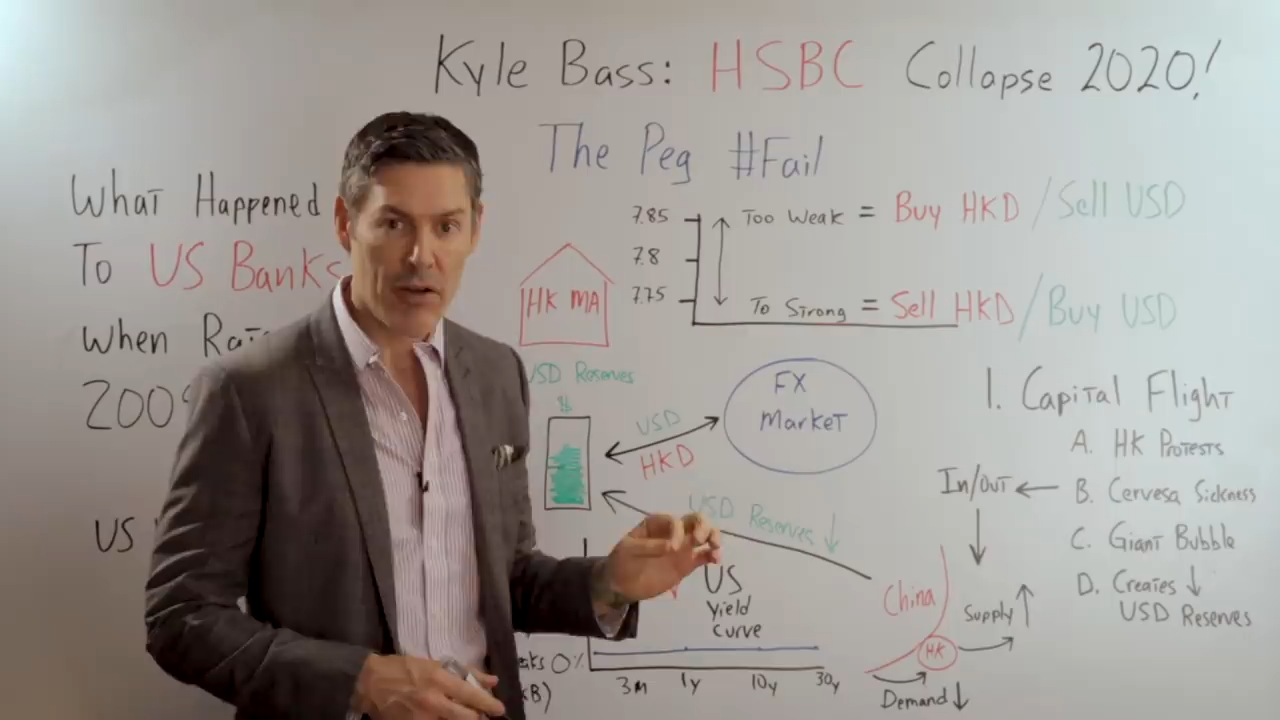 Kyle Bass: HSBC Collapse 2020!
The Peg #Fail
What Happened
To US Banks
When
2009
US
7.85 Too Weak = Buy HKD / Sell USD
7.8
7.75 To Strong = Sell HKD / Buy USD
HK MA
USD Reserves
$
USD
HKD
FX
Market
USD Reserves ↓
1. Capital Flight
A. HK Protests
In/Out ← B. Cervesa Sickness
C. Giant Bubble
D. Creates ↓
USD Reserves
China
HK
Supply ↑
Demand ↓
US
Yield
Curve
0%
3m 1y 10y 30y